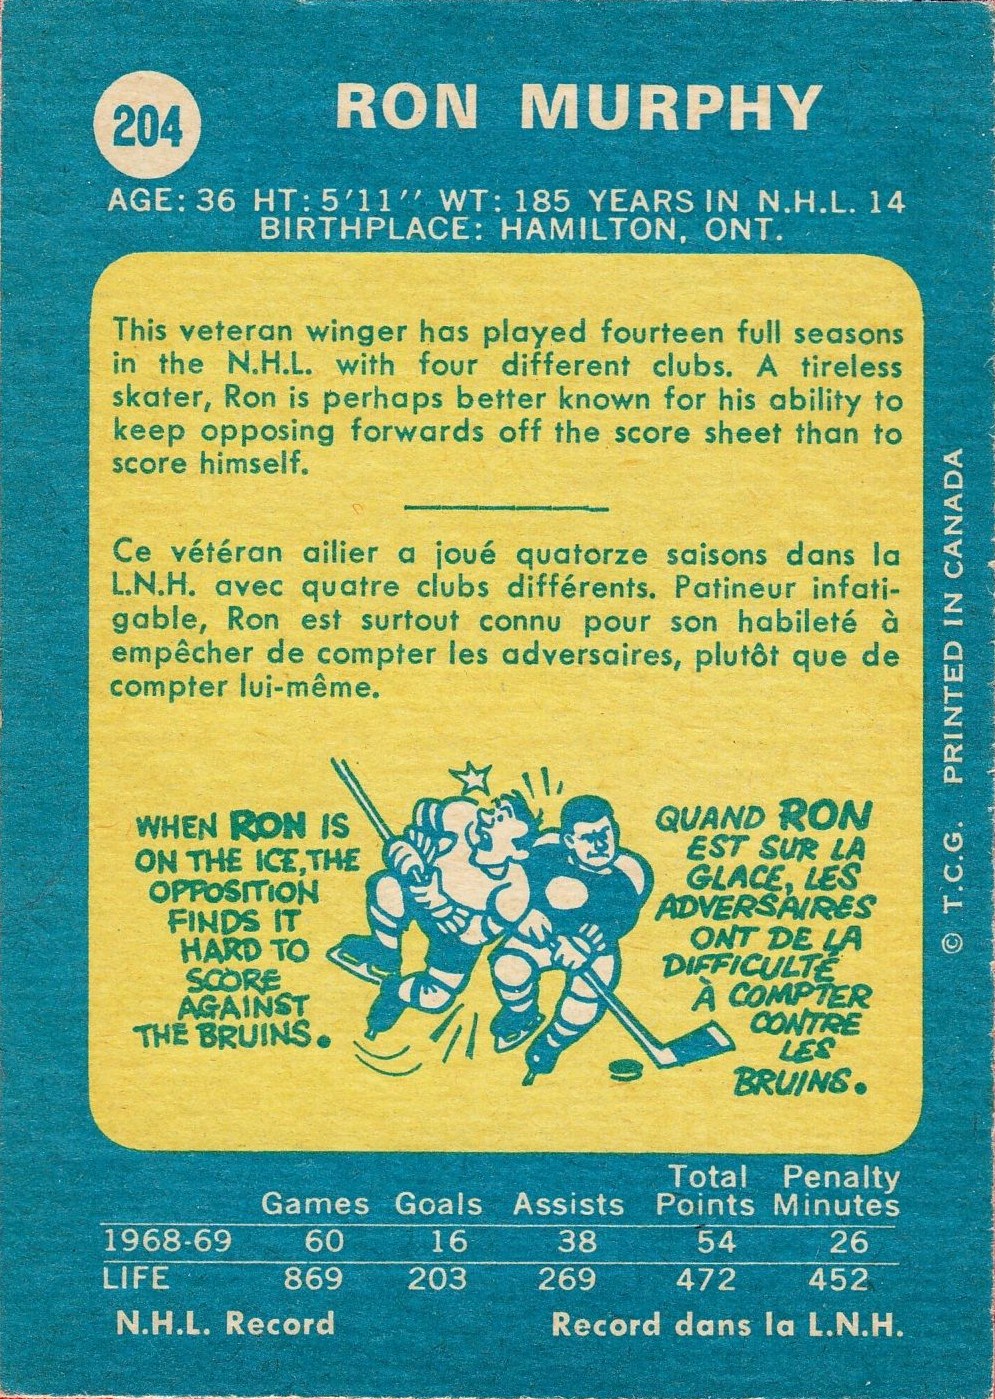 204
RON MURPHY
AGE: 36 HT: 5'11'' WT: 185 YEARS IN N.H.L. 14
BIRTHPLACE: HAMILTON, ONT.
This veteran winger has played fourteen full seasons
in the N.H.L. with four different clubs. A tireless
skater, Ron is perhaps better known for his ability to
keep opposing forwards off the score sheet than to
score himself.
Ce vétéran ailier a joué quatorze saisons dans la
L.N.H. avec quatre clubs différents. Patineur infati-
gable, Ron est surtout connu pour son habileté à
empêcher de compter les adversaires, plutôt que de
compter lui-même.
WHEN RON IS
ON THE ICE, THE
OPPOSITION
FINDS IT
HARD TO
SCORE
AGAINST
THE BRUINS.
QUAND RON
EST SUR LA
GLACE, LES
ADVERSAIRES
ONT DE LA
DIFFICULTÉ
À COMPTER
CONTRE
LES
BRUINS.
© T.C.G. PRINTED IN CANADA
Total Penalty
Games Goals Assists Points Minutes
1968-69 60 16 38 54 26
LIFE 869 203 269 472 452
N.H.L. Record Record dans la L.N.H.